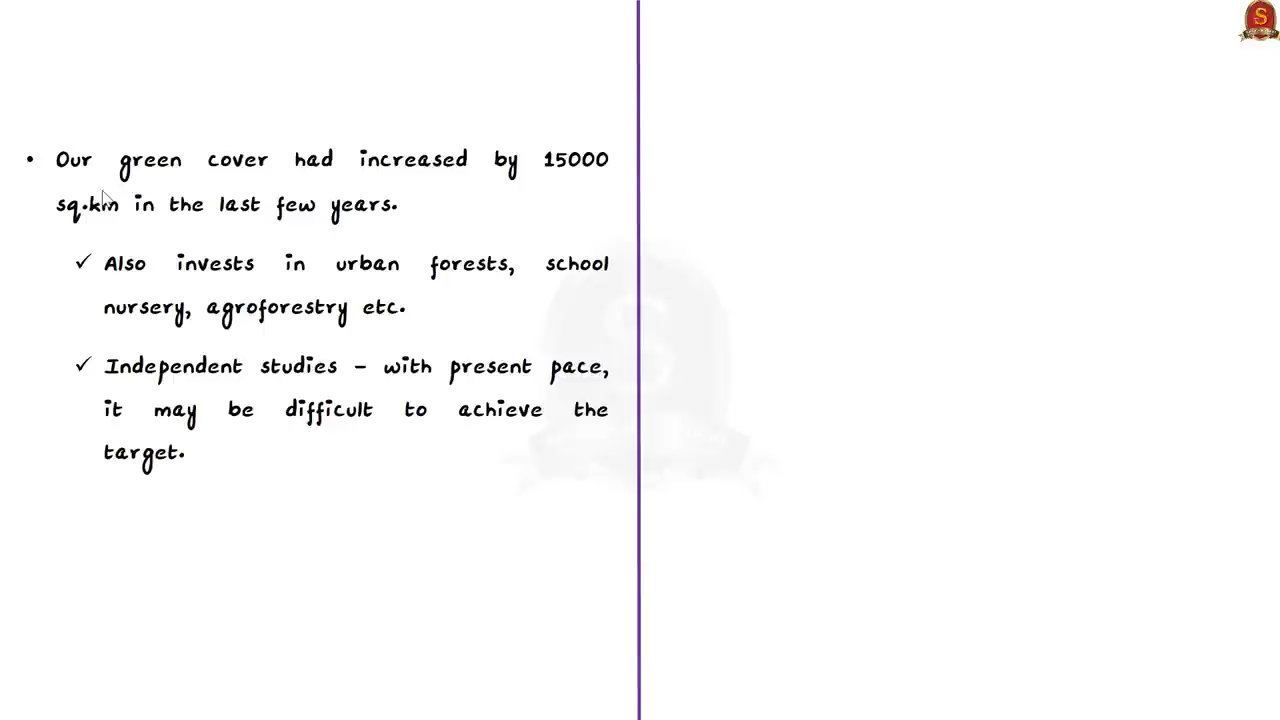 • Our green cover had increased by 15000
sq.km in the last few years.
✓ Also invests in urban forests, school
nursery, agroforestry etc.
✓ Independent studies – with present pace,
it may be difficult to achieve the
target.
S